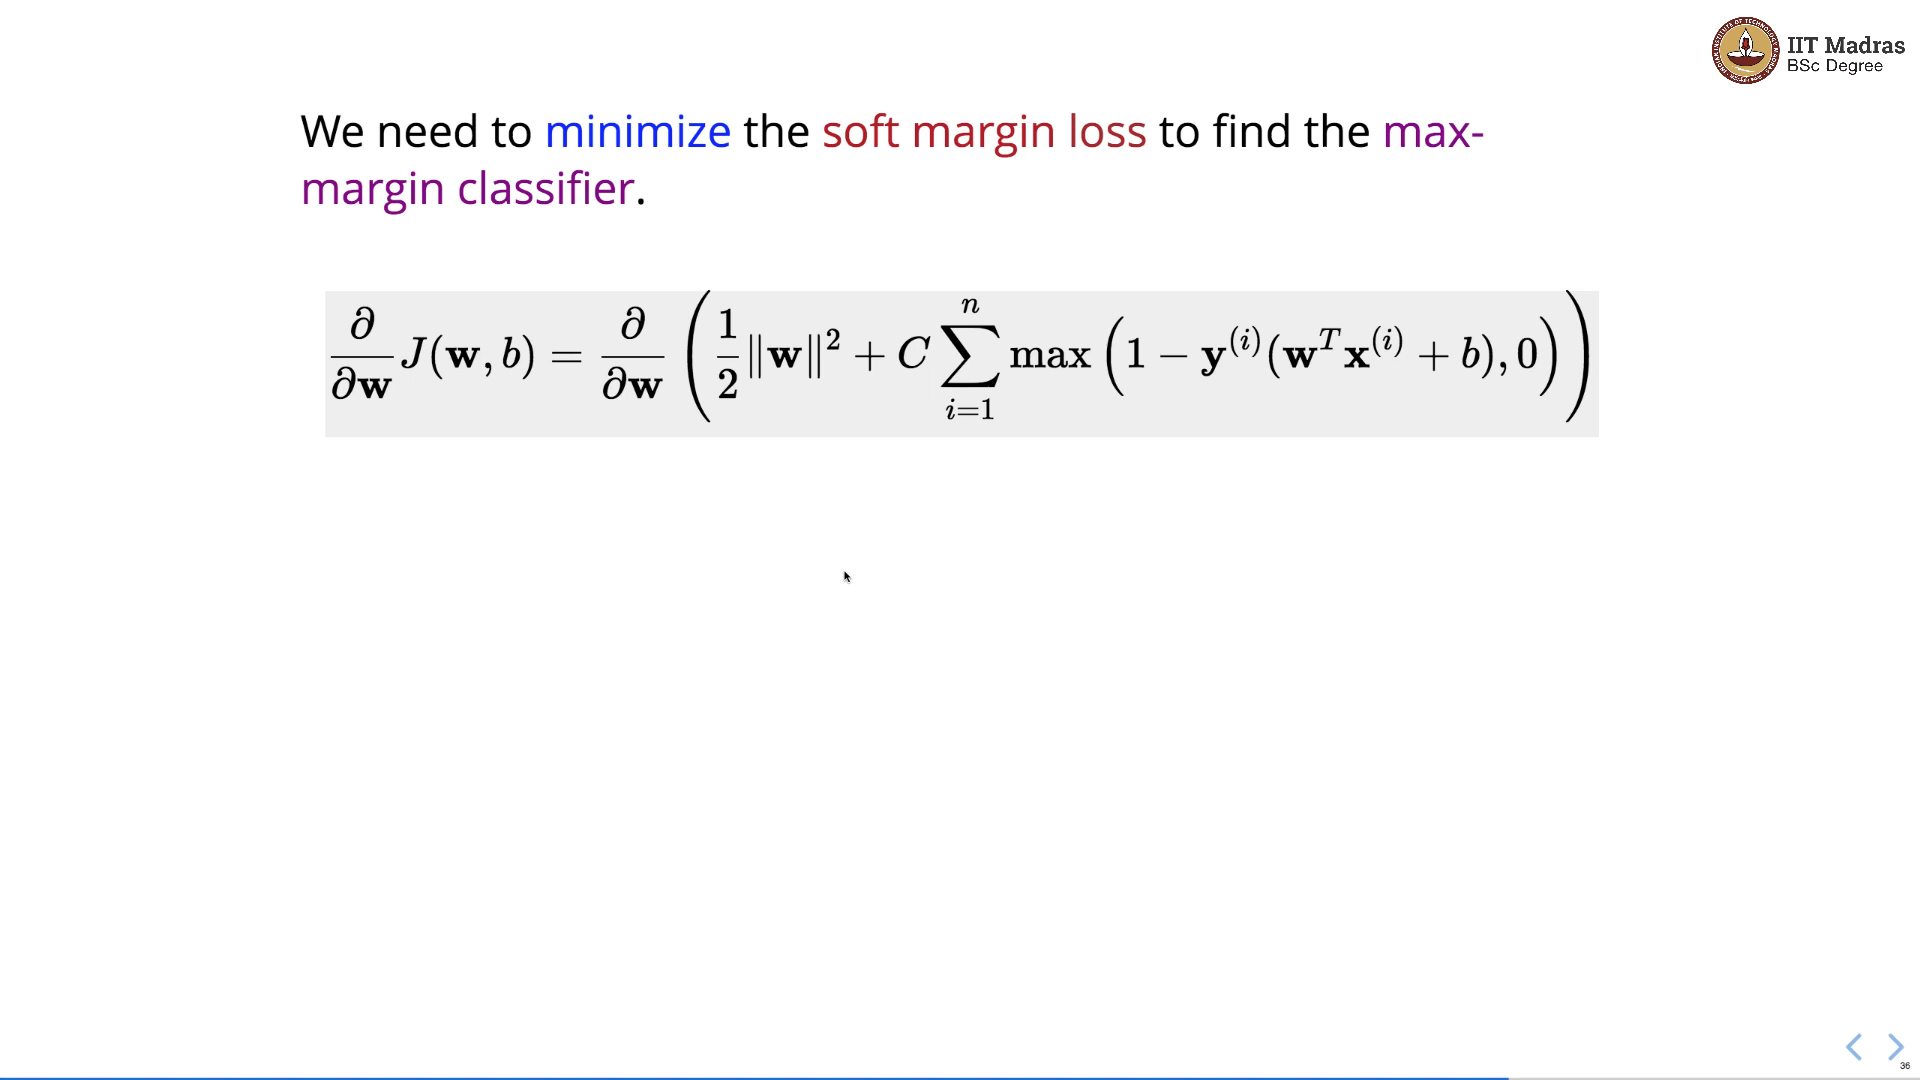 IIT Madras
BSc Degree
We need to minimize the soft margin loss to find the max-
margin classifier.
∂/∂𝐰 J(𝐰, b) = ∂/∂𝐰 ( 1/2 ‖𝐰‖² + C ∑_{i=1}^{n} max ( 1 − 𝐲^{(i)}(𝐰^T 𝐱^{(i)} + b), 0 ) )
36